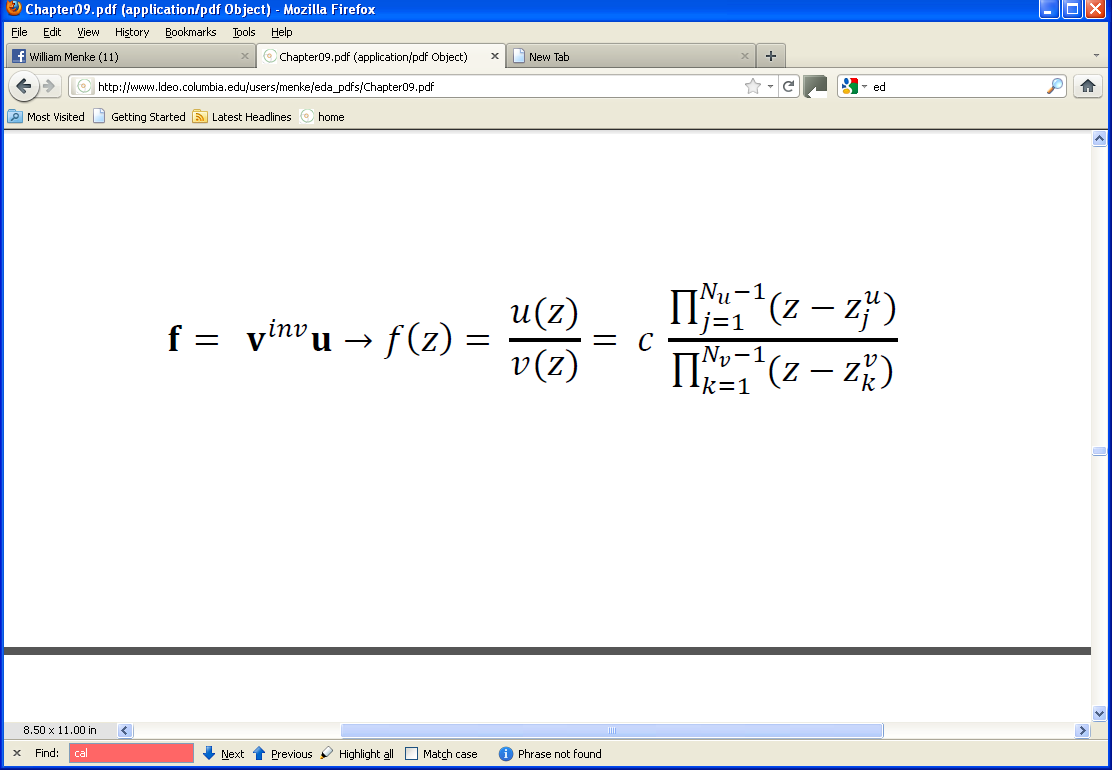 Chapter09.pdf (application/pdf Object) - Mozilla Firefox
File Edit View History Bookmarks Tools Help
William Menke (11) Chapter09.pdf (application/pdf Object) New Tab
http://www.ldeo.columbia.edu/users/menke/eda_pdfs/Chapter09.pdf ed
Most Visited Getting Started Latest Headlines home
f = v^{inv}u → f(z) = \frac{u(z)}{v(z)} = c \frac{∏_{j=1}^{N_u-1}(z - z_j^u)}{∏_{k=1}^{N_v-1}(z - z_k^v)}
8.50 x 11.00 in
× Find: cal Next Previous Highlight all Match case Phrase not found